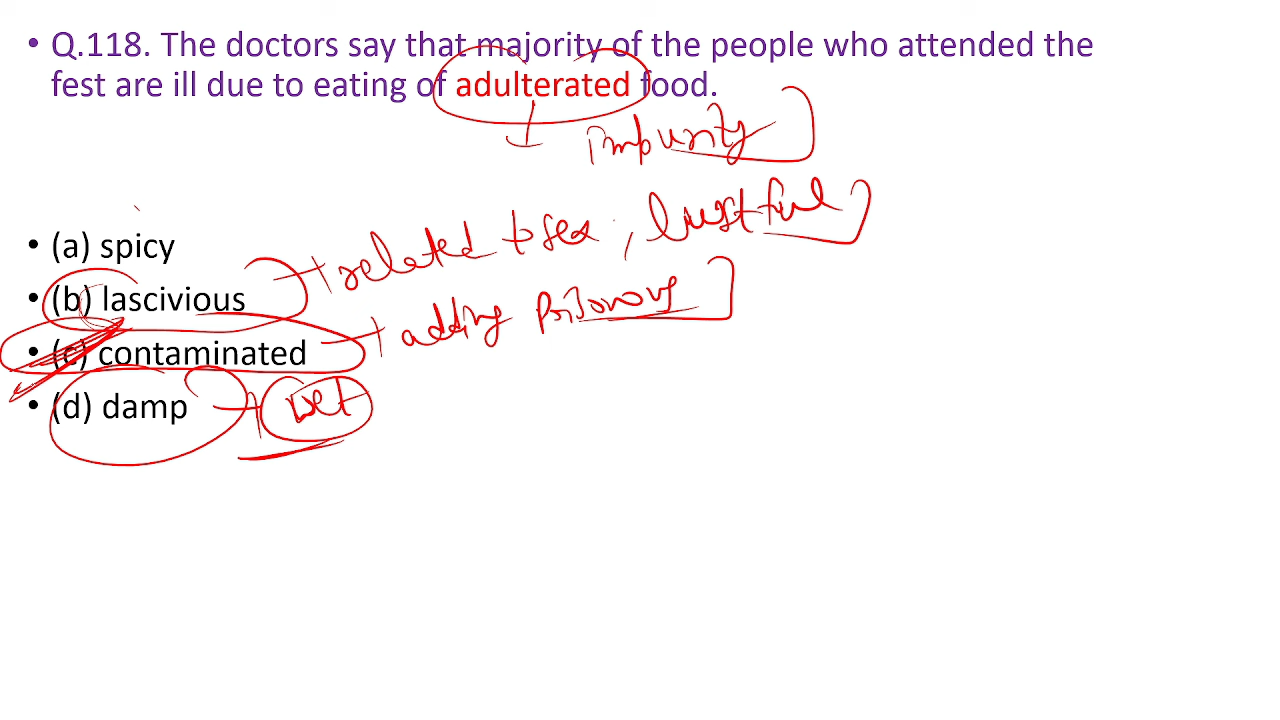 • Q.118. The doctors say that majority of the people who attended the
fest are ill due to eating of adulterated food.
impurity
• (a) spicy
related to sex, lustful
• (b) lascivious
adding poisonous
• (c) contaminated
• (d) damp
wet